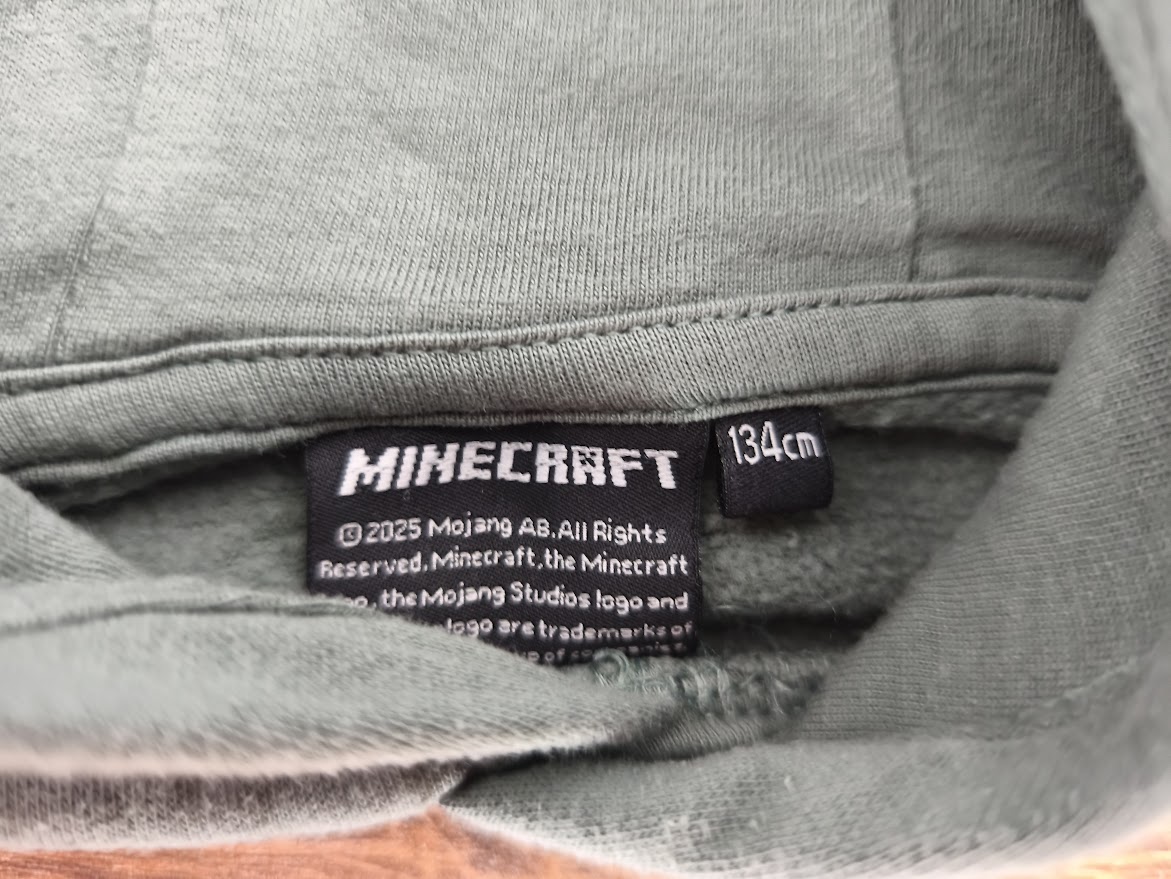 MINECRAFT
134cm
© 2025 Mojang AB. All Rights
Reserved. Minecraft, the Minecraft
the Mojang Studios logo and
logo are trademarks of
of